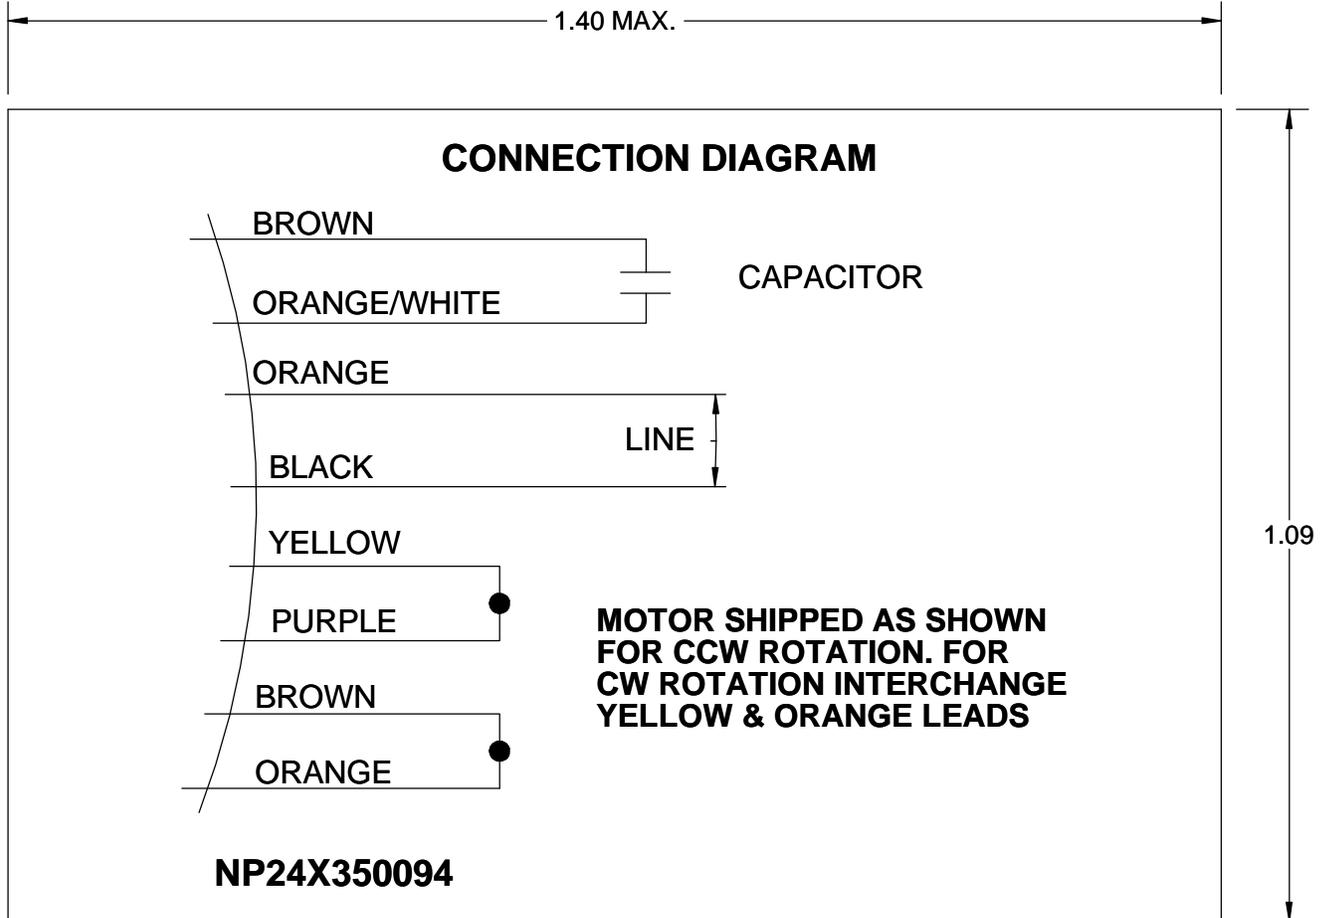 1.40 MAX.
CONNECTION DIAGRAM
BROWN
CAPACITOR
ORANGE/WHITE
ORANGE
LINE
BLACK
1.09
YELLOW
PURPLE
MOTOR SHIPPED AS SHOWN
FOR CCW ROTATION. FOR
CW ROTATION INTERCHANGE
YELLOW & ORANGE LEADS
BROWN
ORANGE
NP24X350094